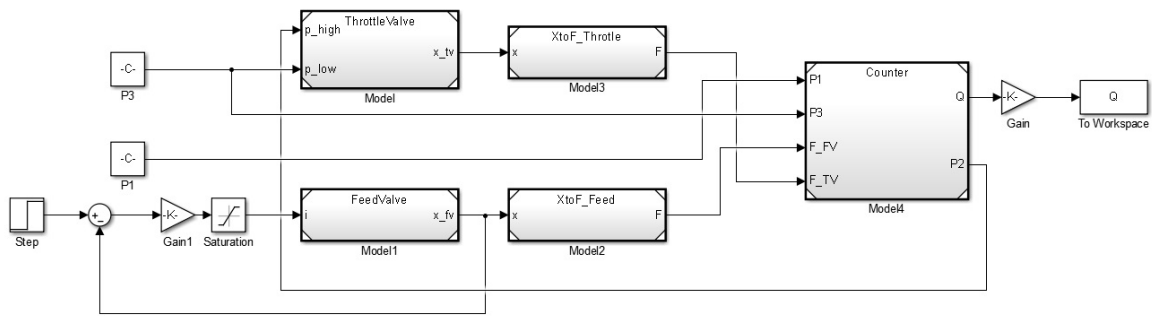 ThrottleValve
p_high
p_low
x_tv
Model
XtoF_Throtle
x
F
Model3
-C-
P3
-C-
P1
Counter
P1
P3
F_FV
F_TV
Q
P2
Model4
-K-
Gain
Q
To Workspace
Step
+
-
-K-
Gain1
Saturation
FeedValve
i
x_fv
Model1
XtoF_Feed
x
F
Model2